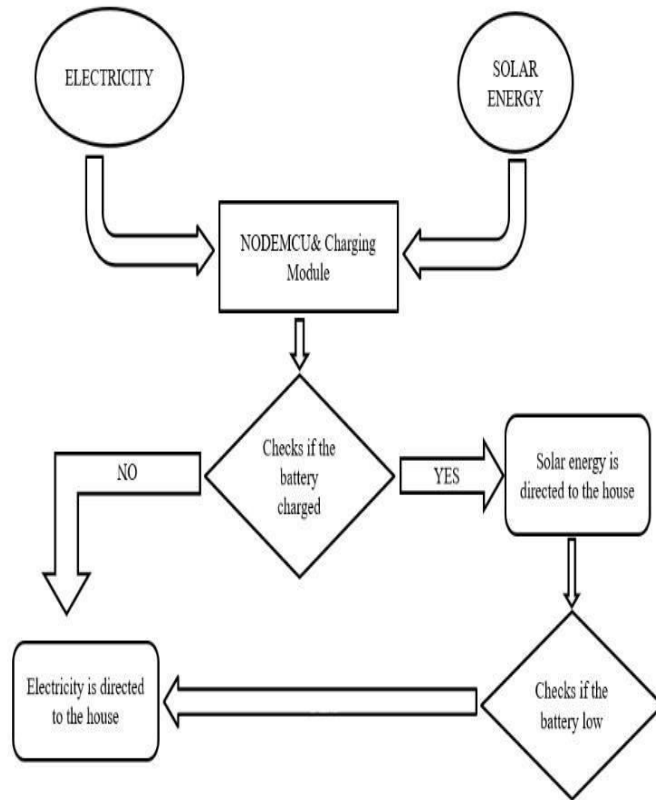 ELECTRICITY
SOLAR
ENERGY
NODEMCU& Charging
Module
Checks if the
battery
charged
NO
YES
Solar energy is
directed to the house
Electricity is directed
to the house
Checks if the
battery low